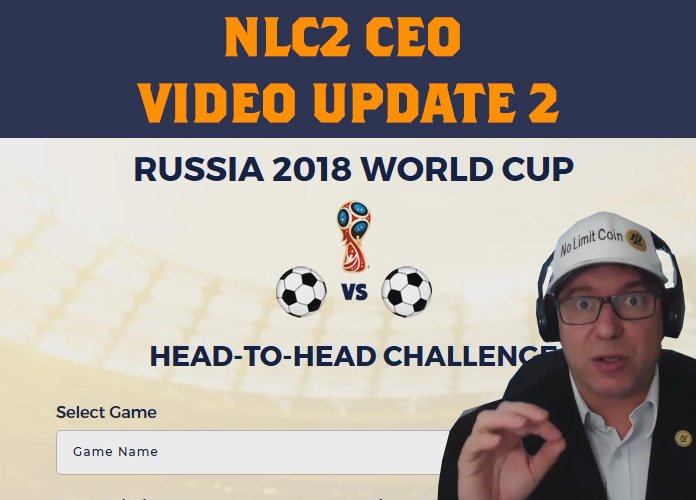 NLC2 CEO
VIDEO UPDATE 2
RUSSIA 2018 WORLD CUP
VS
No Limit Coin
HEAD-TO-HEAD CHALLENGE
Select Game
Game Name